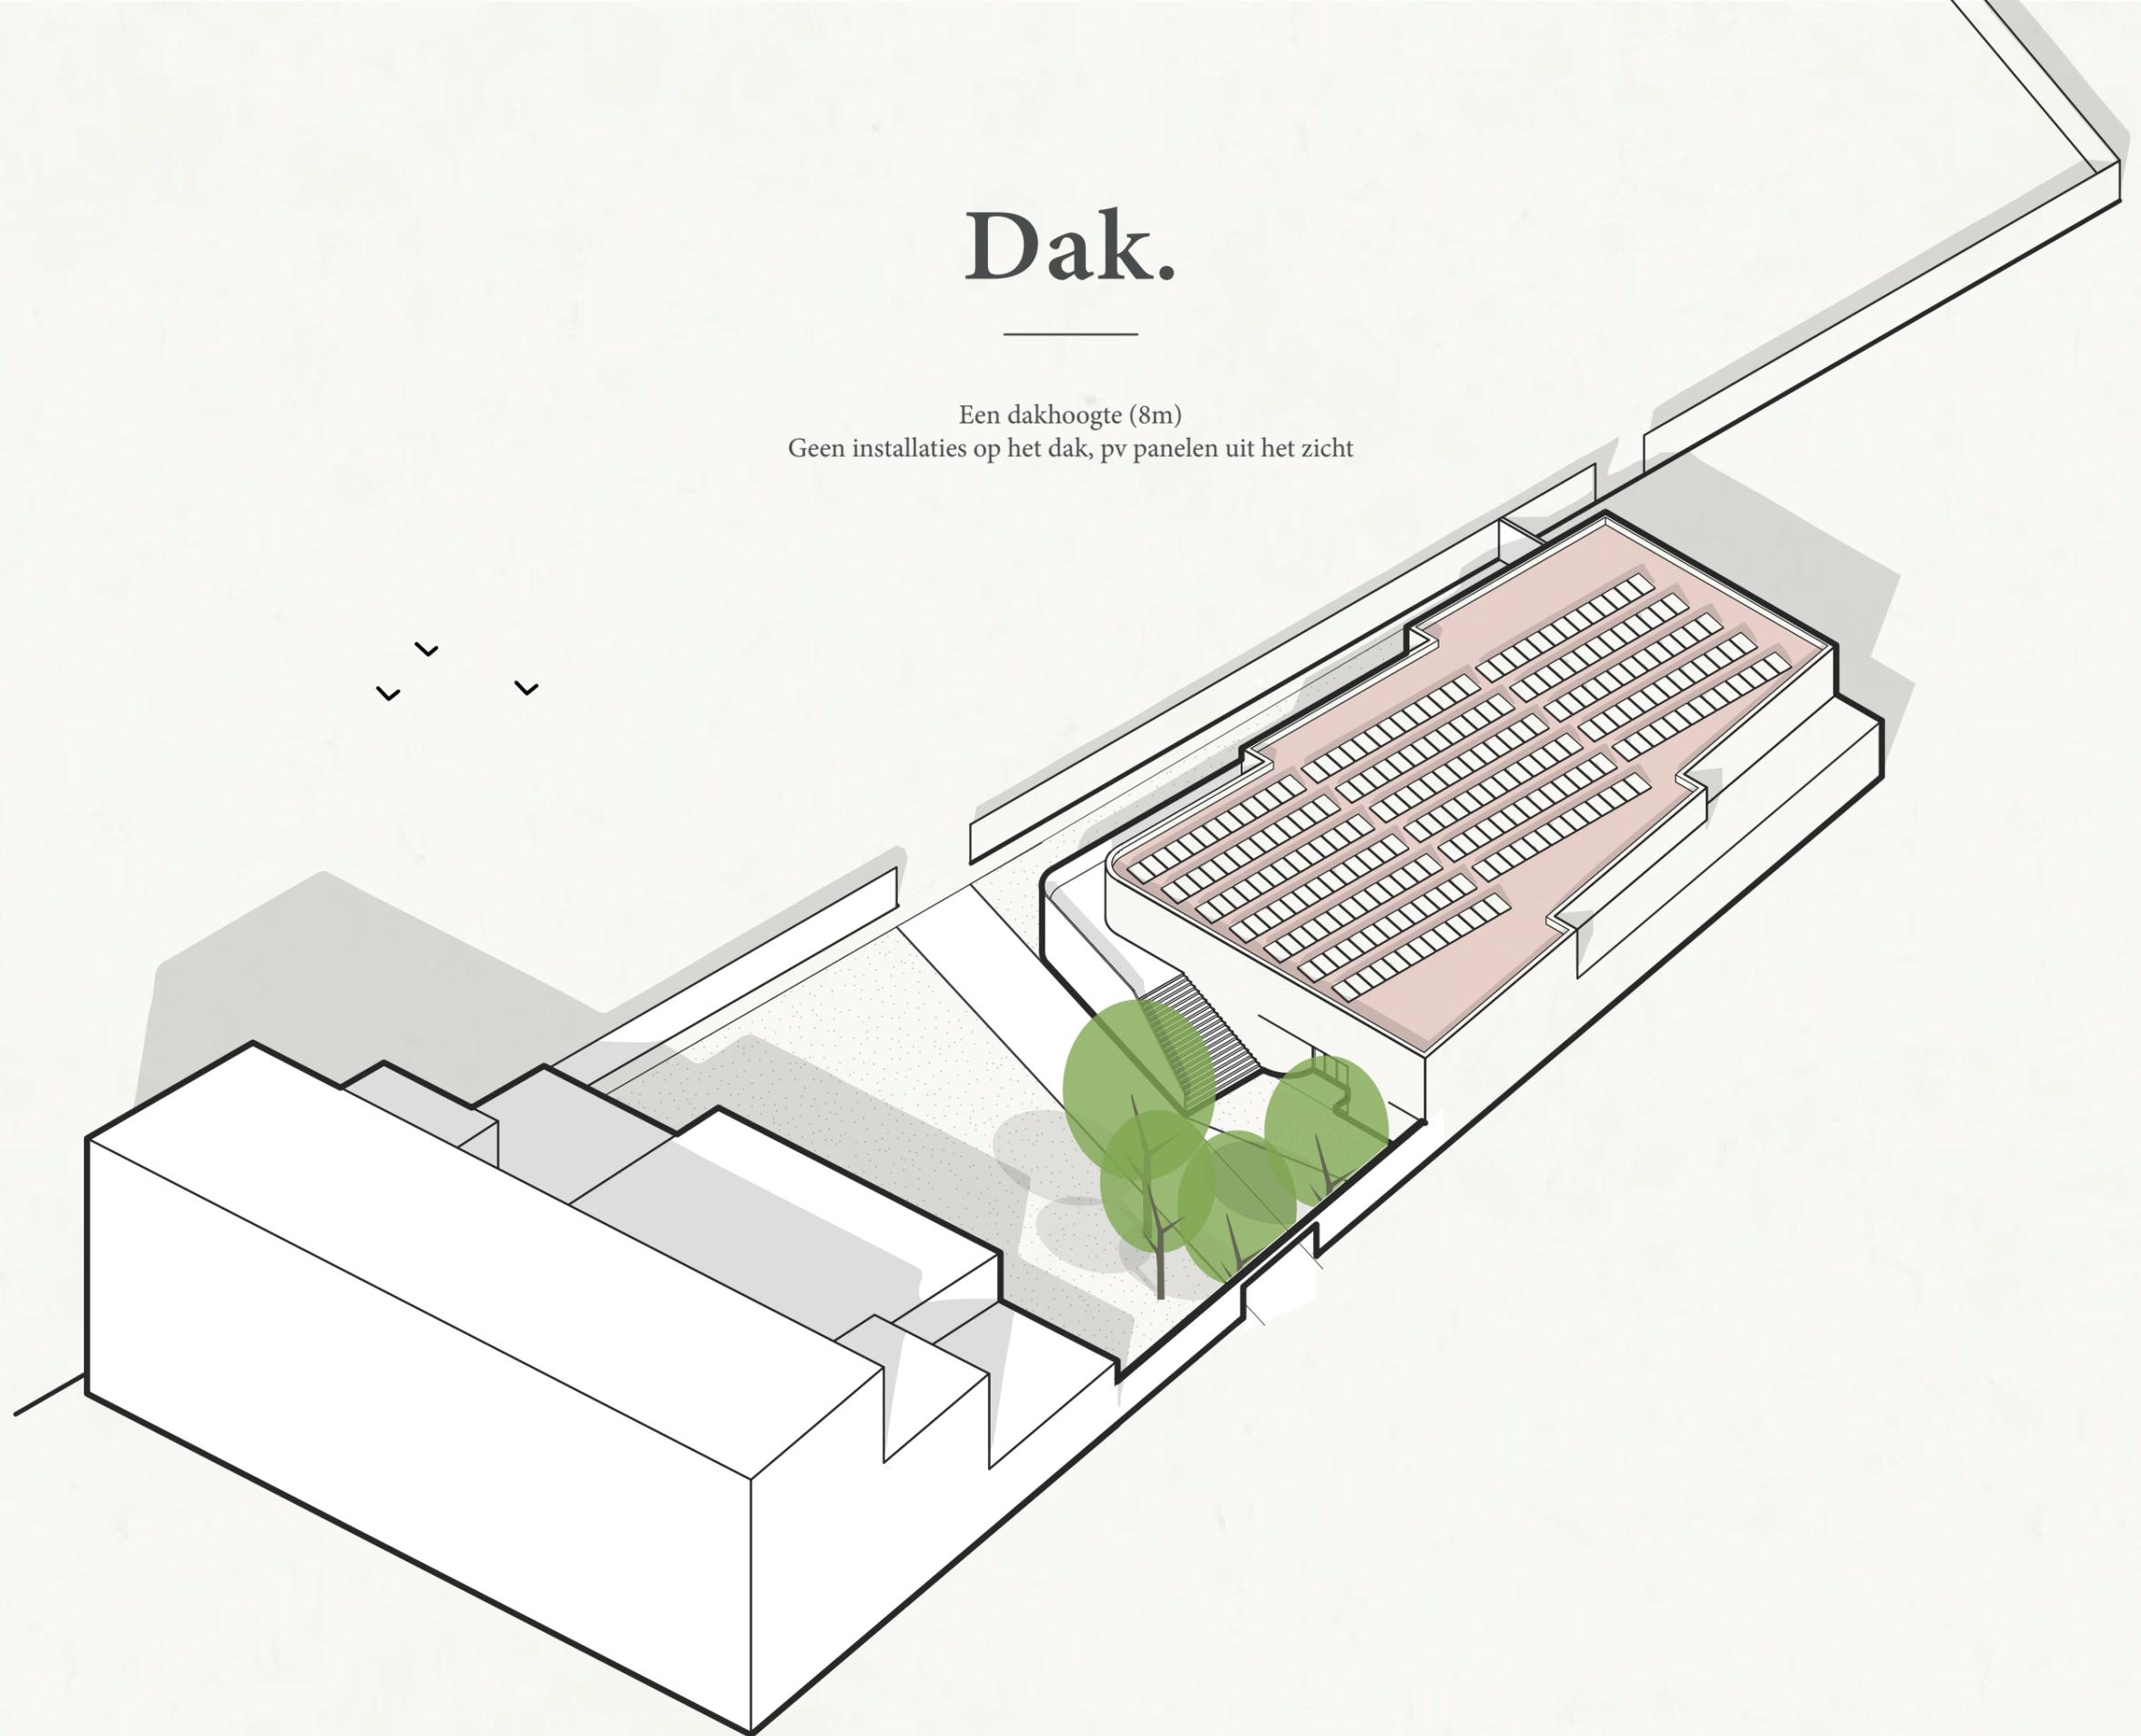 Dak.
Een dakhoogte (8m)
Geen installaties op het dak, pv panelen uit het zicht